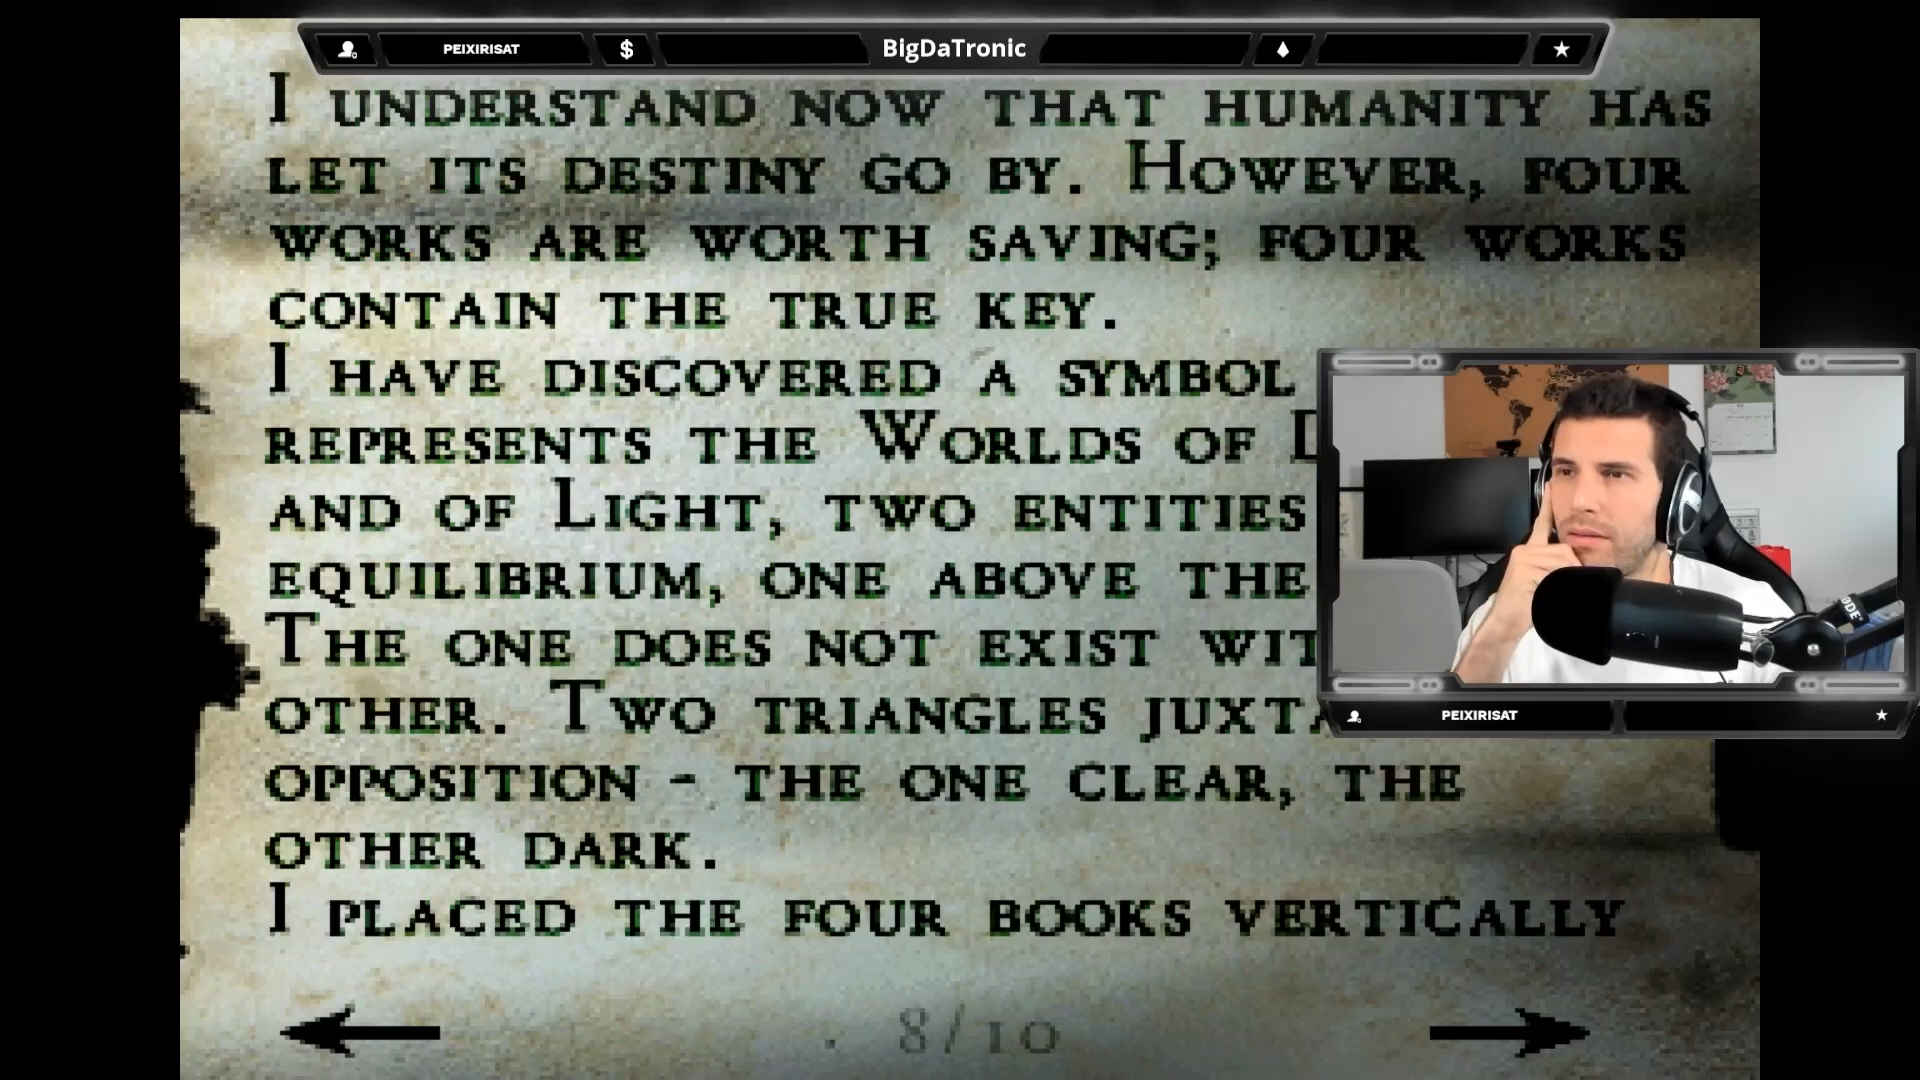 PEIXIRISAT
$
BigDaTronic
I UNDERSTAND NOW THAT HUMANITY HAS
LET ITS DESTINY GO BY. HOWEVER, FOUR
WORKS ARE WORTH SAVING; FOUR WORKS
CONTAIN THE TRUE KEY.
I HAVE DISCOVERED A SYMBOL
REPRESENTS THE WORLDS OF
AND OF LIGHT, TWO ENTITIES
EQUILIBRIUM, ONE ABOVE THE
THE ONE DOES NOT EXIST
OTHER. TWO TRIANGLES
OPPOSITION - THE ONE CLEAR, THE
OTHER DARK.
I PLACED THE FOUR BOOKS VERTICALLY
8/10
PEIXIRISAT